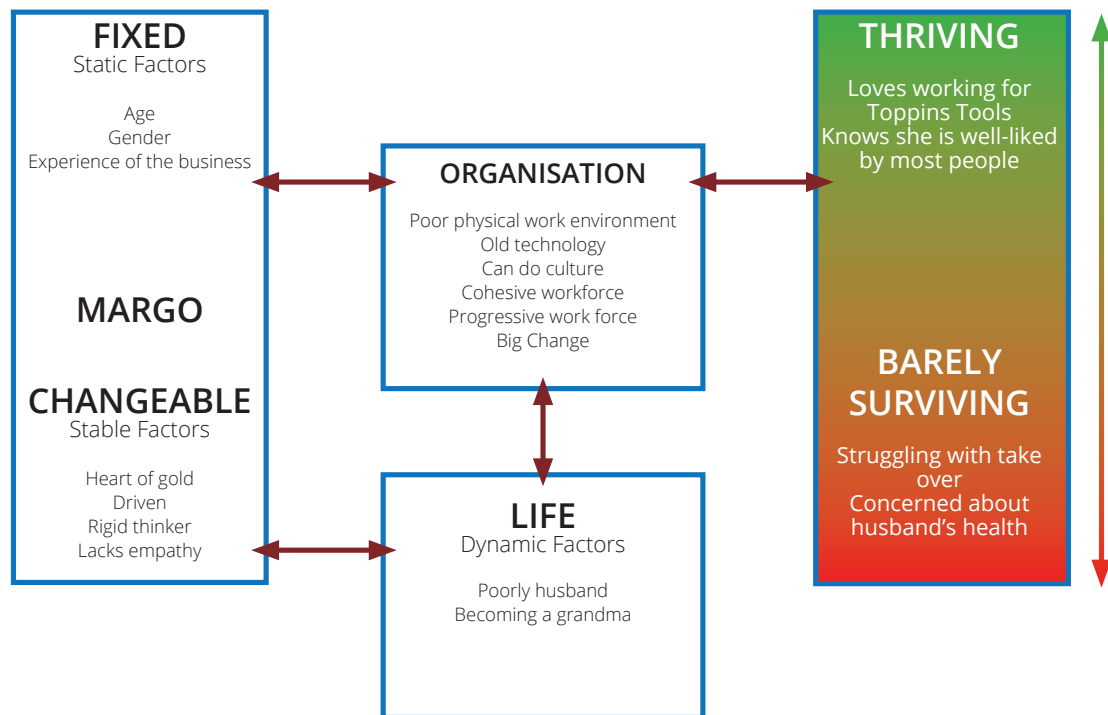 FIXED
Static Factors
Age
Gender
Experience of the business
MARGO
CHANGEABLE
Stable Factors
Heart of gold
Driven
Rigid thinker
Lacks empathy
ORGANISATION
Poor physical work environment
Old technology
Can do culture
Cohesive workforce
Progressive work force
Big Change
LIFE
Dynamic Factors
Poorly husband
Becoming a grandma
THRIVING
Loves working for
Toppins Tools
Knows she is well-liked
by most people
BARELY
SURVIVING
Struggling with take
over
Concerned about
husband’s health